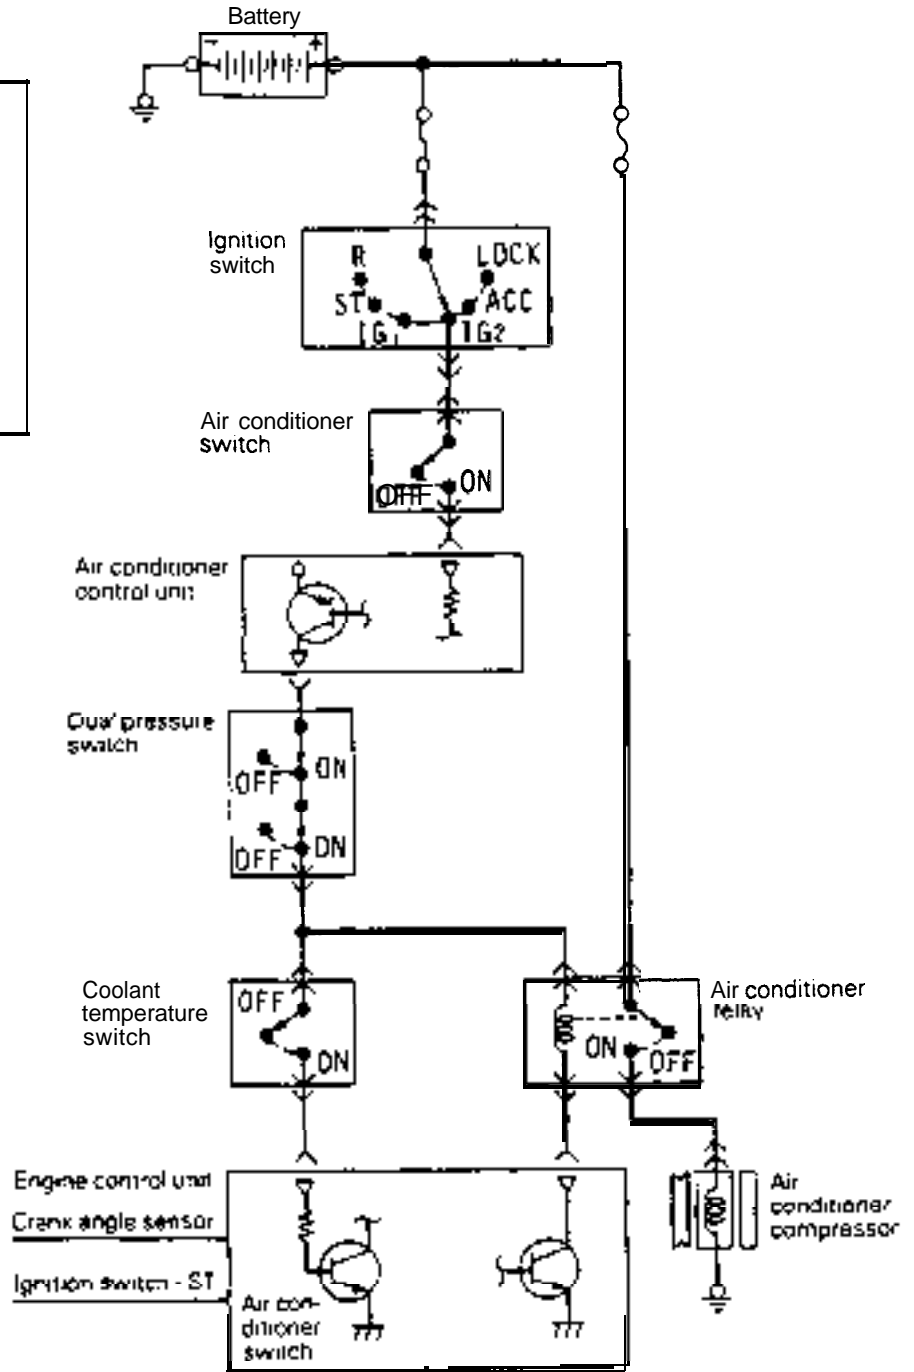 Battery
- +
Ignition
switch
R
LOCK
ST
ACC
IG1
IG2
Air conditioner
switch
OFF
ON
Air conditioner
control unit
Dual pressure
switch
OFF
ON
OFF
ON
Coolant
temperature
switch
OFF
ON
Air conditioner
relay
ON
OFF
Engine control unit
Crank angle sensor
Ignition switch - ST
Air con-
ditioner
switch
Air
conditioner
compressor